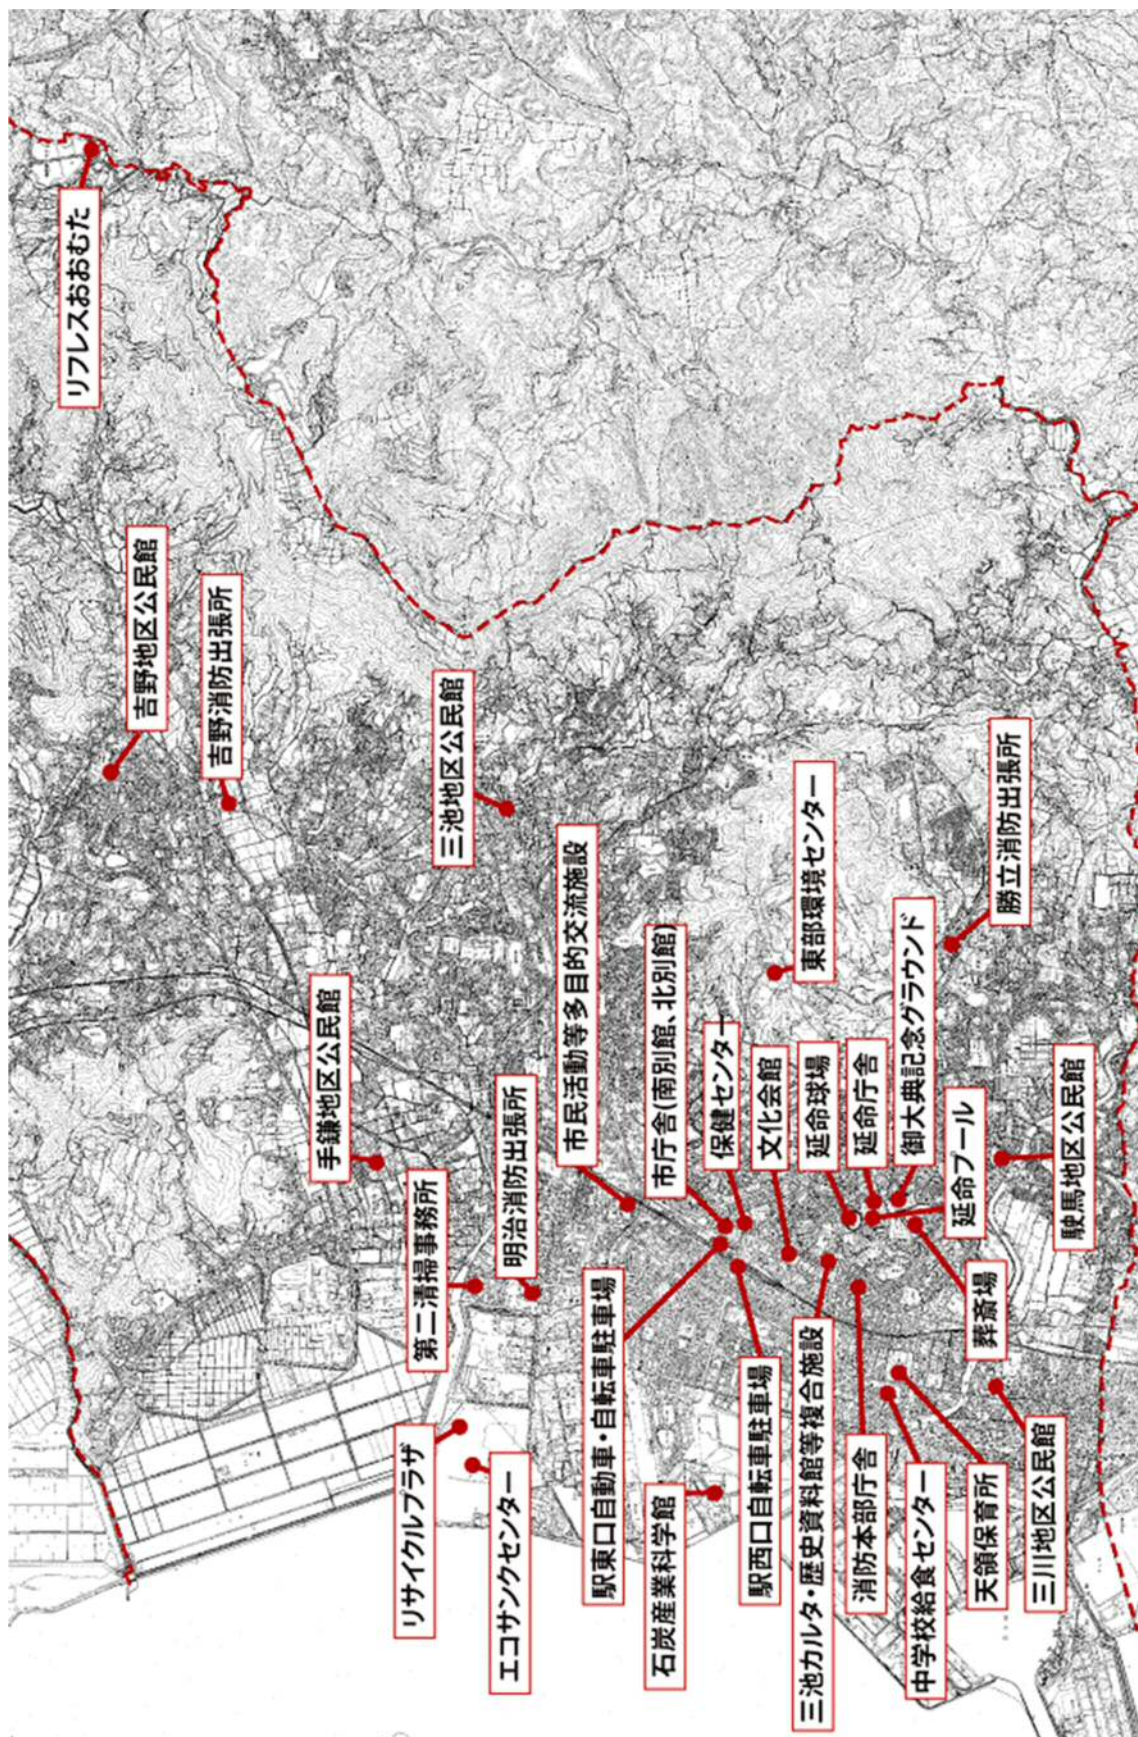 リフレスおおむた
吉野地区公民館
吉野消防出張所
三池地区公民館
手鎌地区公民館
第二清掃事務所
明治消防出張所
市民活動等多目的交流施設
市庁舎(南別館、北別館)
保健センター
文化会館
東部環境センター
延命球場
延命庁舎
御大典記念グラウンド
勝立消防出張所
延命プール
駛馬地区公民館
リサイクルプラザ
エコサンクセンター
駅東口自動車・自転車駐車場
石炭産業科学館
駅西口自転車駐車場
三池カルタ・歴史資料館等複合施設
消防本部庁舎
中学校給食センター
天領保育所
葬斎場
三川地区公民館